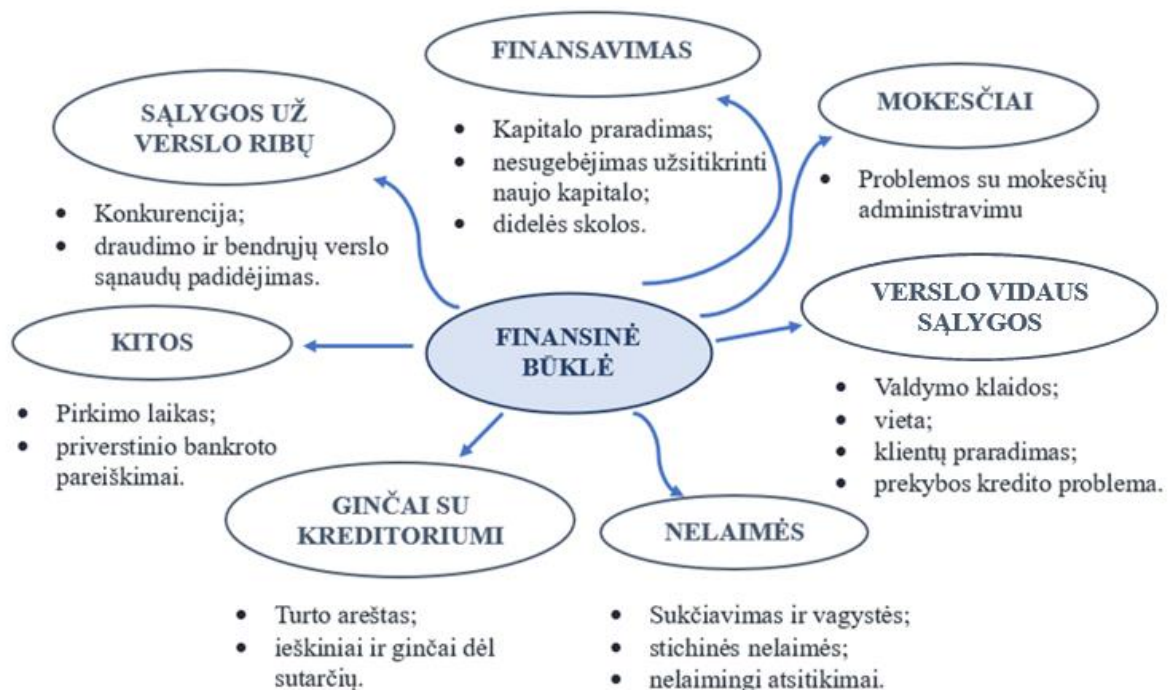 FINANSAVIMAS
• Kapitalo praradimas;
• nesugebėjimas užsitikrinti
naujo kapitalo;
• didelės skolos.
SĄLYGOS UŽ
VERSLO RIBŲ
• Konkurencija;
• draudimo ir bendrųjų verslo
sąnaudų padidėjimas.
MOKESČIAI
• Problemos su mokesčių
administravimu
FINANSINĖ
BŪKLĖ
VERSLO VIDAUS
SĄLYGOS
• Valdymo klaidos;
• vieta;
• klientų praradimas;
• prekybos kredito problema.
KITOS
• Pirkimo laikas;
• priverstinio bankroto
pareiškimai.
GINČAI SU
KREDITORIUMI
• Turto areštas;
• ieškiniai ir ginčai dėl
sutarčių.
NELAIMĖS
• Sukčiavimas ir vagystės;
• stichinės nelaimės;
• nelaimingi atsitikimai.